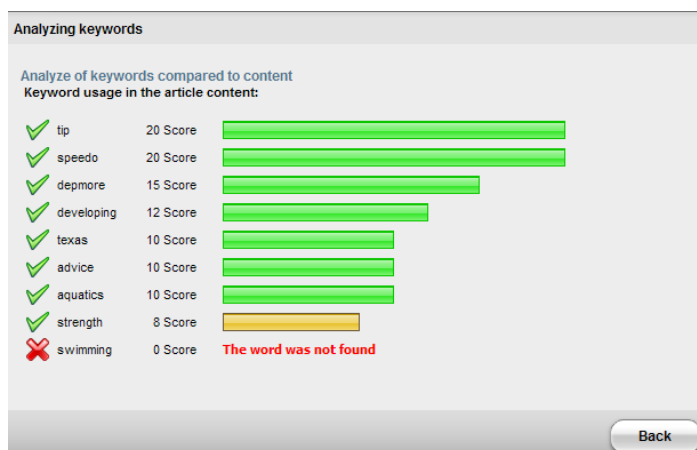 Analyzing keywords
Analyze of keywords compared to content
Keyword usage in the article content:
tip 20 Score
speedo 20 Score
depmore 15 Score
developing 12 Score
texas 10 Score
advice 10 Score
aquatics 10 Score
strength 8 Score
swimming 0 Score The word was not found
Back